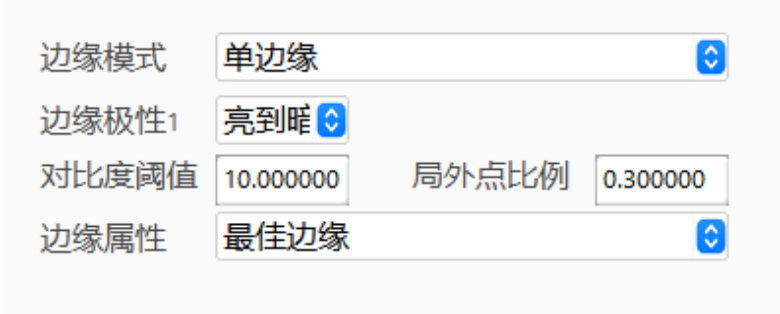 边缘模式 单边缘
边缘极性1 亮到暗
对比度阈值 10.000000 局外点比例 0.300000
边缘属性 最佳边缘